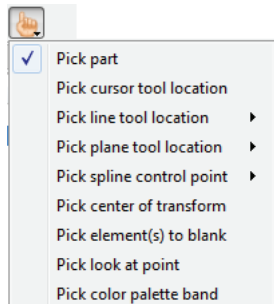 Pick part
Pick cursor tool location
Pick line tool location
Pick plane tool location
Pick spline control point
Pick center of transform
Pick element(s) to blank
Pick look at point
Pick color palette band